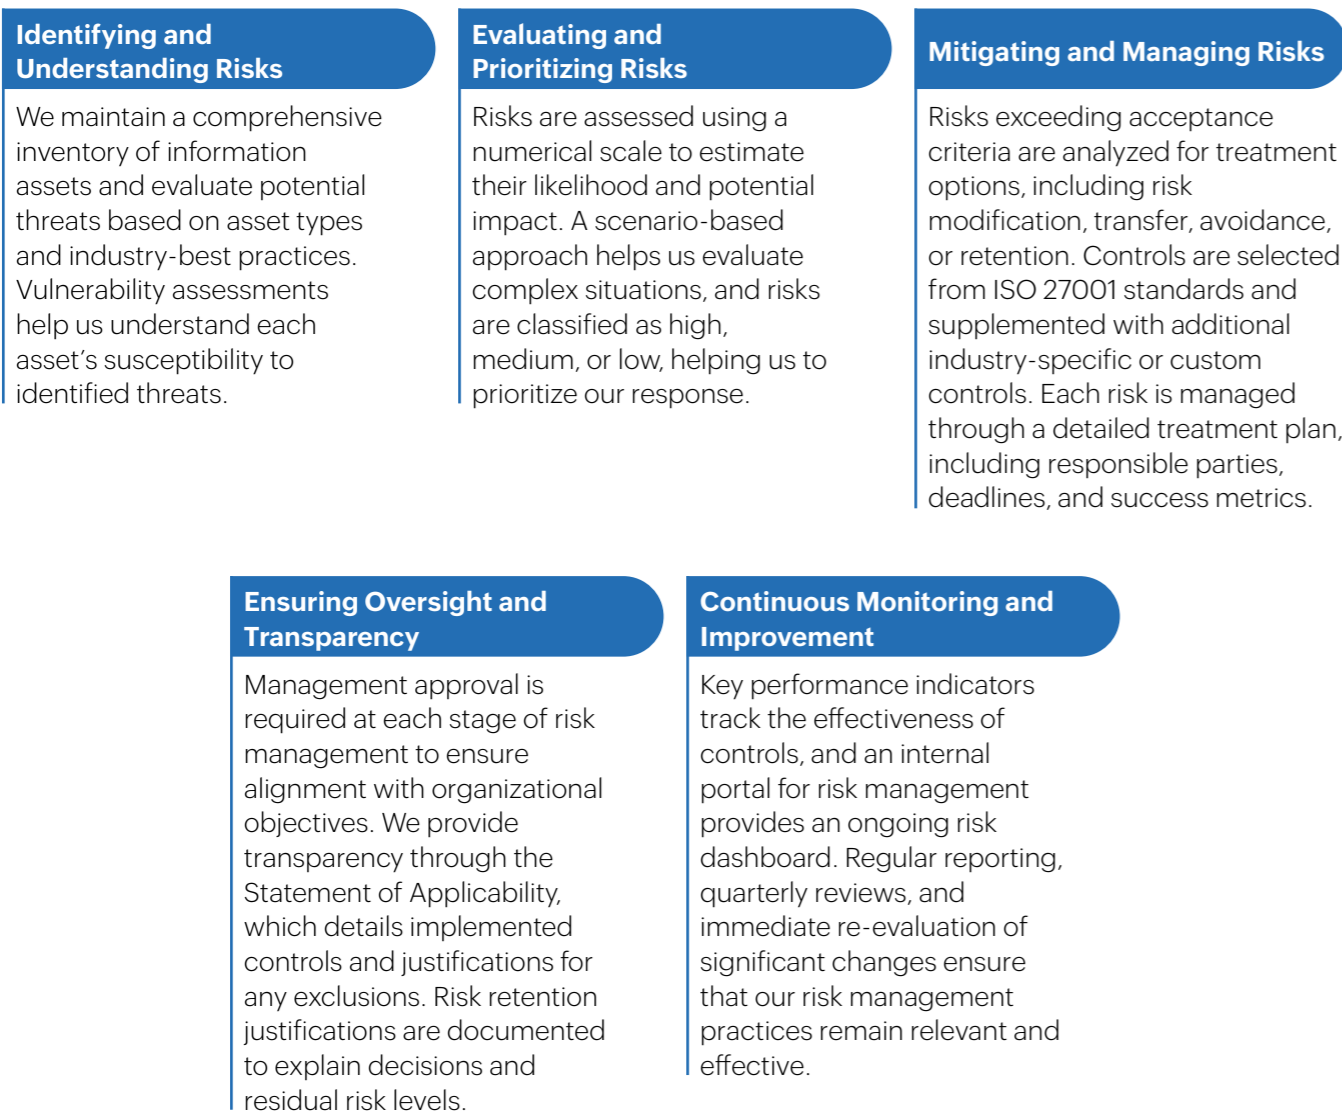 Identifying and
Understanding Risks
We maintain a comprehensive
inventory of information
assets and evaluate potential
threats based on asset types
and industry-best practices.
Vulnerability assessments
help us understand each
asset’s susceptibility to
identified threats.
Evaluating and
Prioritizing Risks
Risks are assessed using a
numerical scale to estimate
their likelihood and potential
impact. A scenario-based
approach helps us evaluate
complex situations, and risks
are classified as high,
medium, or low, helping us to
prioritize our response.
Mitigating and Managing Risks
Risks exceeding acceptance
criteria are analyzed for treatment
options, including risk
modification, transfer, avoidance,
or retention. Controls are selected
from ISO 27001 standards and
supplemented with additional
industry-specific or custom
controls. Each risk is managed
through a detailed treatment plan,
including responsible parties,
deadlines, and success metrics.
Ensuring Oversight and
Transparency
Management approval is
required at each stage of risk
management to ensure
alignment with organizational
objectives. We provide
transparency through the
Statement of Applicability,
which details implemented
controls and justifications for
any exclusions. Risk retention
justifications are documented
to explain decisions and
residual risk levels.
Continuous Monitoring and
Improvement
Key performance indicators
track the effectiveness of
controls, and an internal
portal for risk management
provides an ongoing risk
dashboard. Regular reporting,
quarterly reviews, and
immediate re-evaluation of
significant changes ensure
that our risk management
practices remain relevant and
effective.